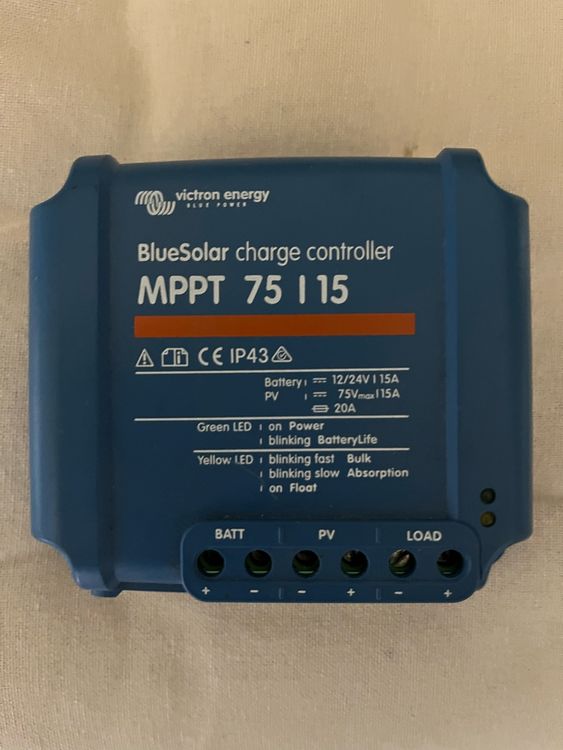 victron energy
BLUE POWER
BlueSolar charge controller
MPPT 75 | 15
CE IP43
Battery | 12/24V | 15A
PV | 75Vmax | 15A
20A
Green LED | on Power
| blinking BatteryLife
Yellow LED | blinking fast Bulk
| blinking slow Absorption
| on Float
BATT PV LOAD
+ − − + − +